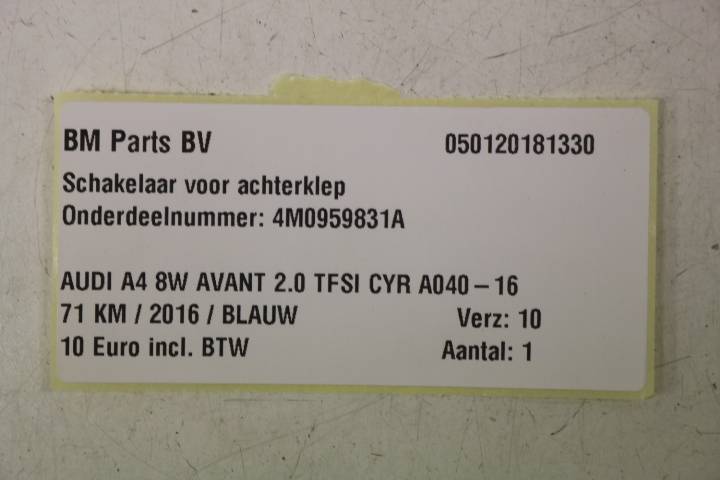 BM Parts BV 050120181330
Schakelaar voor achterklep
Onderdeelnummer: 4M0959831A
AUDI A4 8W AVANT 2.0 TFSI CYR A040-16
71 KM / 2016 / BLAUW Verz: 10
10 Euro incl. BTW Aantal: 1